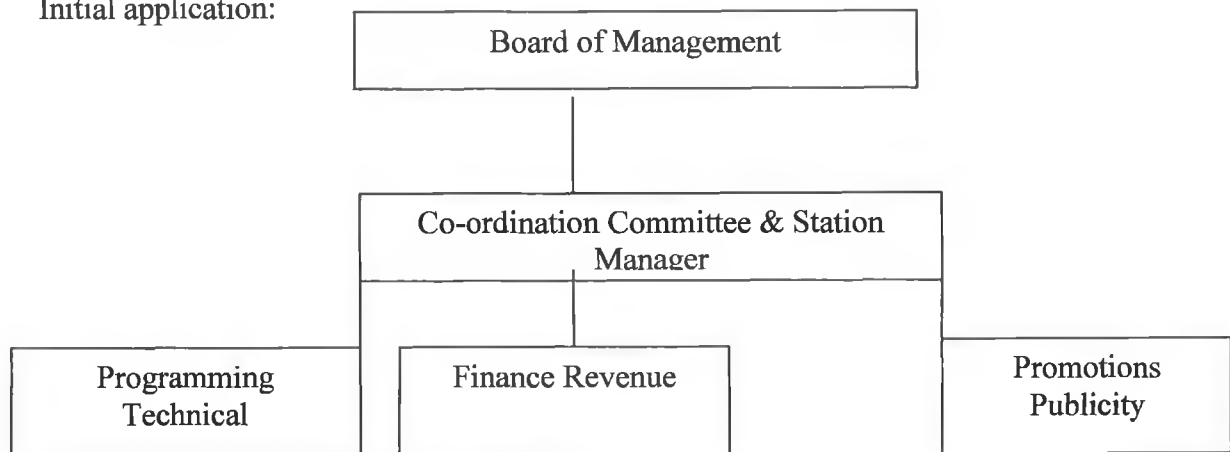 Initial application:
Board of Management
Co-ordination Committee & Station
Manager
Programming
Technical
Finance Revenue
Promotions
Publicity